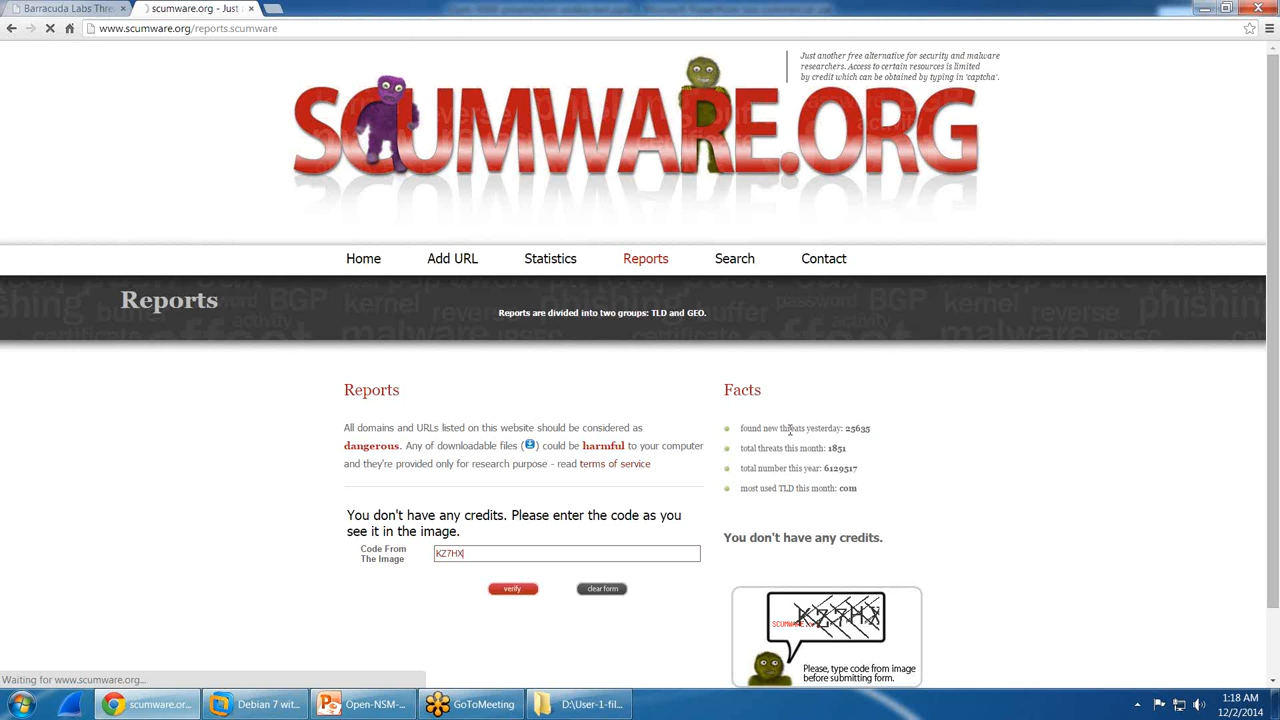 Barracuda Labs Thre
scumware.org - Just
www.scumware.org/reports.scumware
Just another free alternative for security and malware
researchers. Access to certain resources is limited
by credit which can be obtained by typing in 'captcha'.
SCUMWARE.ORG
Home Add URL Statistics Reports Search Contact
Reports
Reports are divided into two groups: TLD and GEO.
Reports
All domains and URLs listed on this website should be considered as
dangerous. Any of downloadable files ( ) could be harmful to your computer
and they're provided only for research purpose - read terms of service
You don't have any credits. Please enter the code as you
see it in the image.
Code From
The Image
KZ7HX
verify clear form
Facts
found new threats yesterday: 25635
total threats this month: 1851
total number this year: 6129517
most used TLD this month: com
You don't have any credits.
KZ7HX
Please, type code from image
before submitting form.
Waiting for www.scumware.org...
scumware.or...
Debian 7 wit...
Open-NSM-...
GoToMeeting
D:\User-1-fil...
1:18 AM
12/2/2014